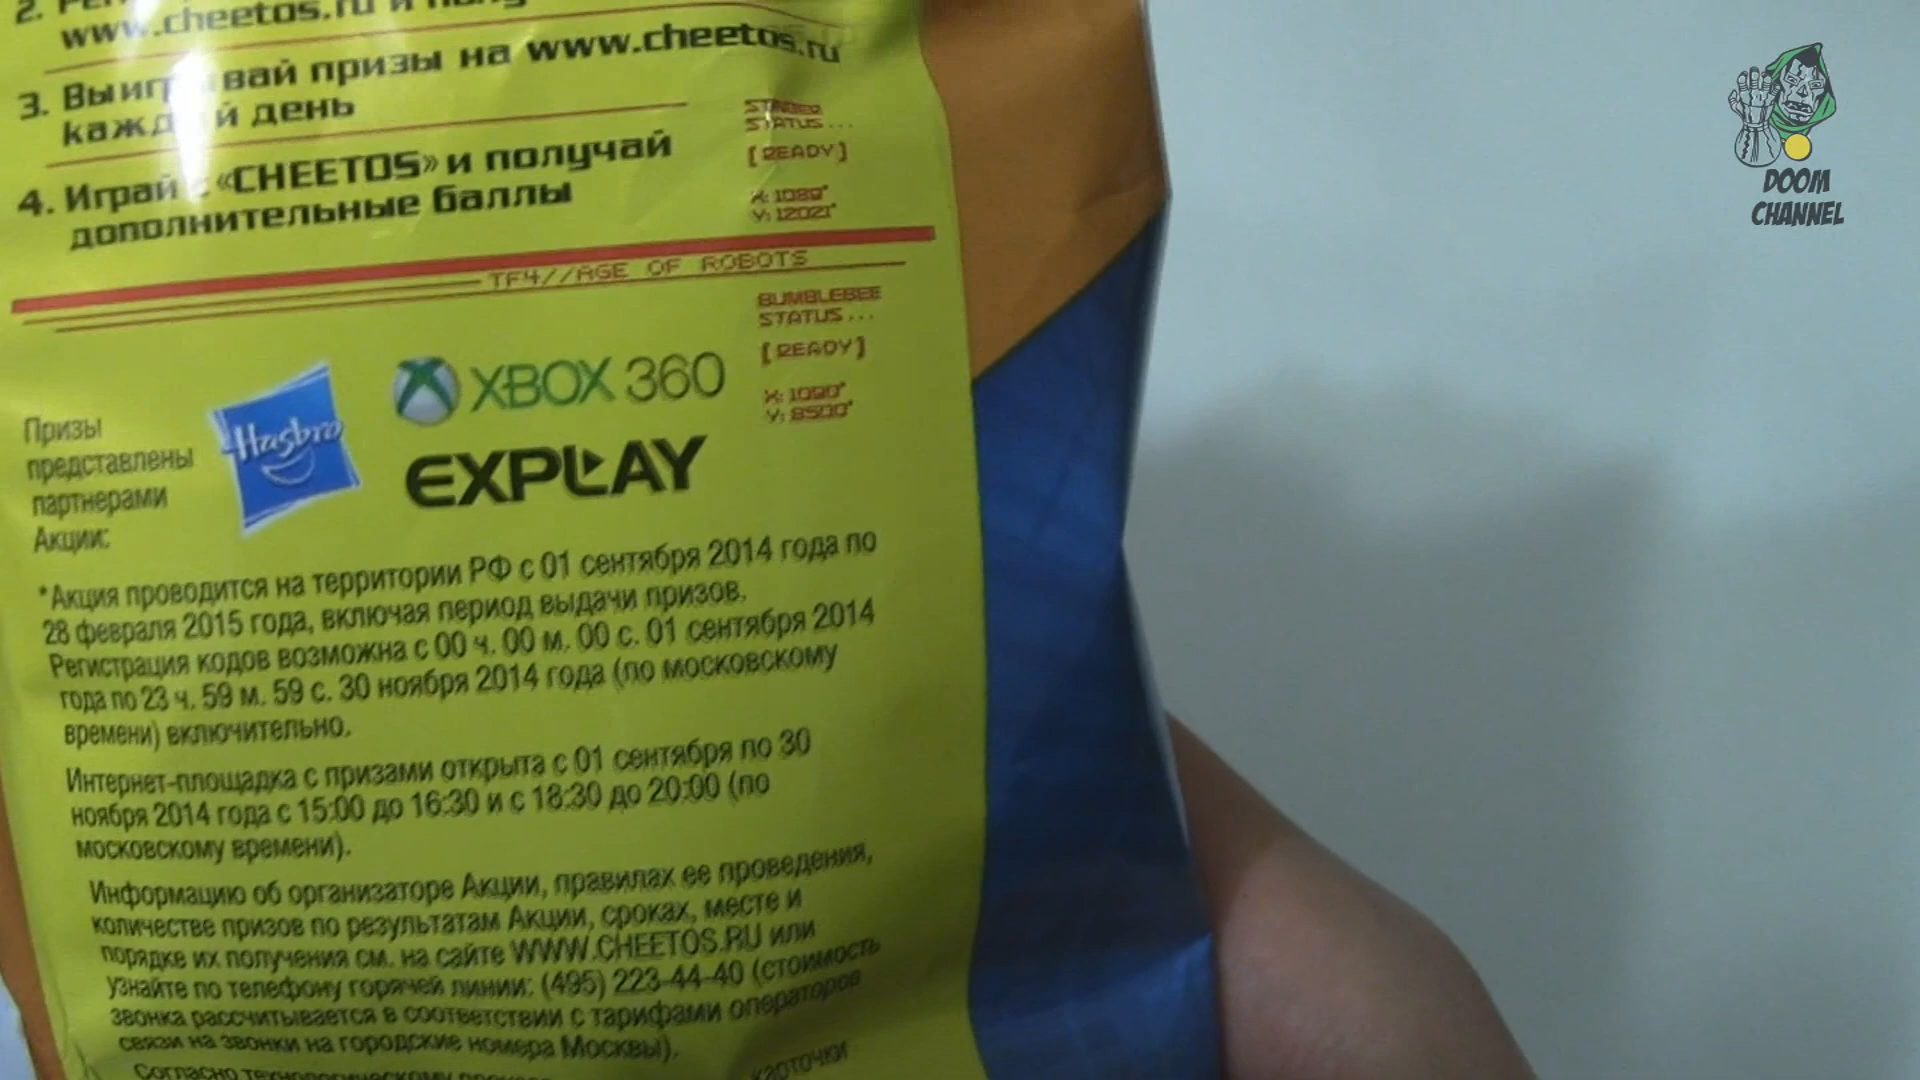 2.
www.cheetos.ru и
3. Выигрывай призы на www.cheetos.ru
каждый день
4. Играй с «CHEETOS» и получай
дополнительные баллы
STINGER
STATUS...
[READY]
X: 1089°
Y: 12021°
TF4//AGE OF ROBOTS
BUMBLEBEE
STATUS...
[READY]
X: 1090°
Y: 8500°
Призы
представлены
партнерами
Акции:
Hasbro
XBOX 360
EXPLAY
*Акция проводится на территории РФ с 01 сентября 2014 года по
28 февраля 2015 года, включая период выдачи призов.
Регистрация кодов возможна с 00 ч. 00 м. 00 с. 01 сентября 2014
года по 23 ч. 59 м. 59 с. 30 ноября 2014 года (по московскому
времени) включительно.
Интернет-площадка с призами открыта с 01 сентября по 30
ноября 2014 года с 15:00 до 16:30 и с 18:30 до 20:00 (по
московскому времени).
Информацию об организаторе Акции, правилах ее проведения,
количестве призов по результатам Акции, сроках, месте и
порядке их получения см. на сайте WWW.CHEETOS.RU или
узнайте по телефону горячей линии: (495) 223-44-40 (стоимость
звонка рассчитывается в соответствии с тарифами операторов
связи на звонки на городские номера Москвы).
Согласно карточки
DOOM
CHANNEL